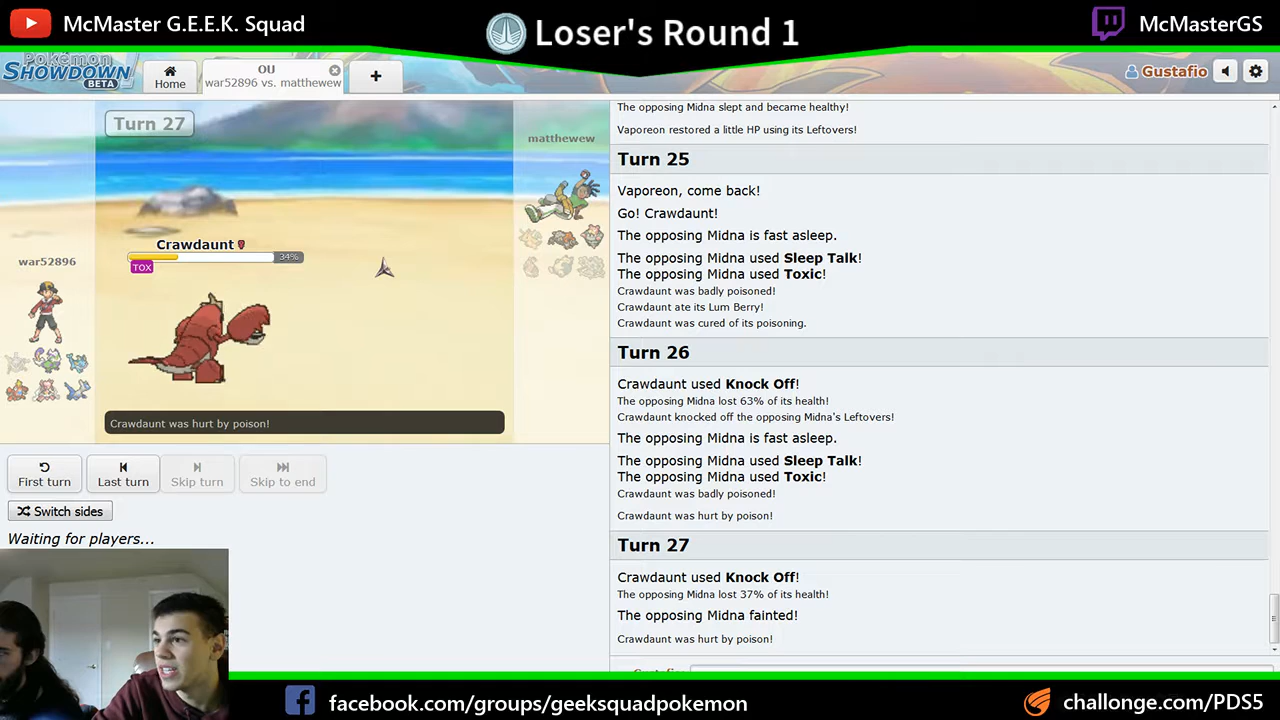 McMaster G.E.E.K. Squad
Loser's Round 1
McMasterGS
Pokémon
SHOWDOWN
BETA
Home
OU
war52896 vs. matthewew
+
Gustafio
Turn 27
matthewew
war52896
Crawdaunt
34%
TOX
Crawdaunt was hurt by poison!
First turn
Last turn
Skip turn
Skip to end
Switch sides
Waiting for players...
The opposing Midna slept and became healthy!
Vaporeon restored a little HP using its Leftovers!
Turn 25
Vaporeon, come back!
Go! Crawdaunt!
The opposing Midna is fast asleep.
The opposing Midna used Sleep Talk!
The opposing Midna used Toxic!
Crawdaunt was badly poisoned!
Crawdaunt ate its Lum Berry!
Crawdaunt was cured of its poisoning.
Turn 26
Crawdaunt used Knock Off!
The opposing Midna lost 63% of its health!
Crawdaunt knocked off the opposing Midna's Leftovers!
The opposing Midna is fast asleep.
The opposing Midna used Sleep Talk!
The opposing Midna used Toxic!
Crawdaunt was badly poisoned!
Crawdaunt was hurt by poison!
Turn 27
Crawdaunt used Knock Off!
The opposing Midna lost 37% of its health!
The opposing Midna fainted!
Crawdaunt was hurt by poison!
facebook.com/groups/geeksquadpokemon
challonge.com/PDS5